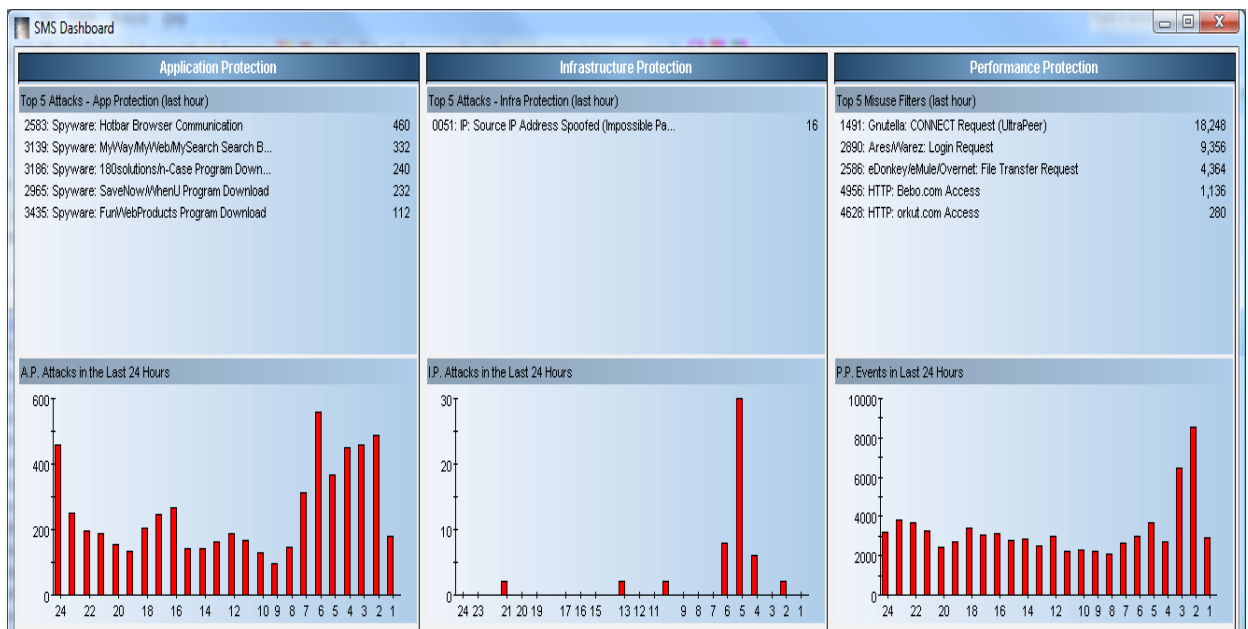 SMS Dashboard
Application Protection
Top 5 Attacks - App Protection (last hour)
2583: Spyware: Hotbar Browser Communication 460
3139: Spyware: MyWay/MyWeb/MySearch Search B... 332
3186: Spyware: 180solutions/n-Case Program Down... 240
2965: Spyware: SaveNow/WhenU Program Download 232
3435: Spyware: FunWebProducts Program Download 112
A.P. Attacks in the Last 24 Hours
600
400
200
0
24 22 20 18 16 14 12 10 9 8 7 6 5 4 3 2 1
Infrastructure Protection
Top 5 Attacks - Infra Protection (last hour)
0051: IP: Source IP Address Spoofed (Impossible Pa... 16
I.P. Attacks in the Last 24 Hours
30
20
10
0
24 23 21 20 19 17 16 15 13 12 11 9 8 7 6 5 4 3 2 1
Performance Protection
Top 5 Misuse Filters (last hour)
1491: Gnutella: CONNECT Request (UltraPeer) 18,248
2890: Ares/Warez: Login Request 9,356
2586: eDonkey/eMule/Overnet: File Transfer Request 4,364
4956: HTTP: Bebo.com Access 1,136
4628: HTTP: orkut.com Access 280
P.P. Events in Last 24 Hours
10000
8000
6000
4000
2000
0
24 22 20 18 16 14 12 10 9 8 7 6 5 4 3 2 1